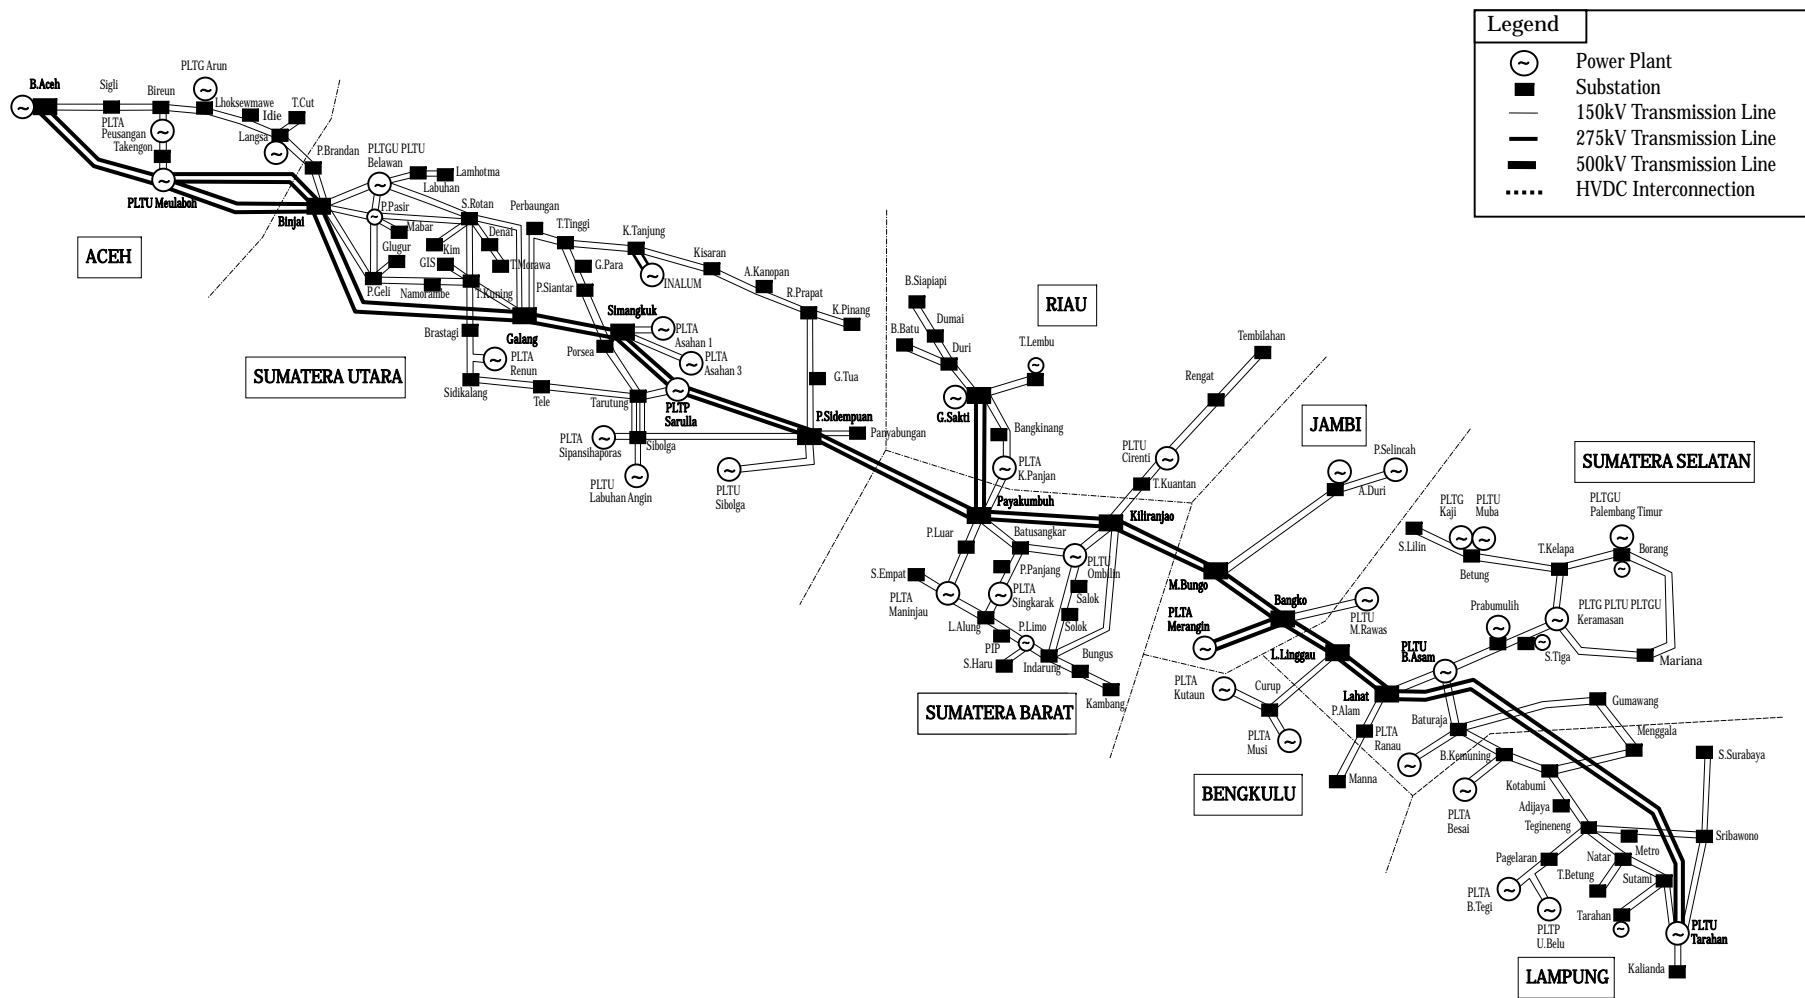 Legend
Power Plant
Substation
150kV Transmission Line
275kV Transmission Line
500kV Transmission Line
HVDC Interconnection
B.Aceh
Sigli
Bireun
PLTG Arun
Lhoksewmawe
Idie
T.Cut
Langsa
PLTA
Peusangan
Takengon
PLTU Meulaboh
P.Brandan
Binjai
ACEH
PLTGU PLTU
Belawan
Labuhan
Lamhotma
P.Pasir
Mabar
Glugur
P.Geli
Namorambe
S.Rotan
Kim
GIS
Denai
T.Morawa
T.Kuning
Perbaungan
T.Tinggi
G.Para
P.Siantar
K.Tanjung
INALUM
Kisaran
A.Kanopan
R.Prapat
K.Pinang
Galang
Simangkuk
PLTA
Asahan 1
PLTA
Asahan 3
Porsea
Brastagi
PLTA
Renun
Sidikalang
Tele
Tarutung
PLTP
Sarulla
SUMATERA UTARA
G.Tua
P.Sidempuan
Panyabungan
PLTA
Sipansihaporas
Sibolga
PLTU
Labuhan Angin
PLTU
Sibolga
RIAU
B.Siapiapi
Dumai
B.Batu
Duri
T.Lembu
G.Sakti
Bangkinang
PLTA
K.Panjan
Payakumbuh
Tembilahan
Rengat
PLTU
Cirenti
T.Kuantan
Kiliranjao
P.Luar
Batusangkar
S.Empat
PLTA
Maninjau
P.Panjang
PLTA
Singkarak
PLTU
Ombilin
Salok
Solok
L.Alung
PIP
P.Limo
S.Haru
Indarung
Bungus
Kambang
SUMATERA BARAT
JAMBI
P.Selincah
A.Duri
M.Bungo
Bangko
PLTA
Merangin
PLTU
M.Rawas
SUMATERA SELATAN
PLTG
Kaji
PLTU
Muba
S.Lilin
Betung
PLTGU
Palembang Timur
T.Kelapa
Borang
Prabumulih
PLTG PLTU PLTGU
Keramasan
S.Tiga
Mariana
L.Linggau
PLTU
B.Asam
Lahat
PLTA
Kutaun
Curup
PLTA
Musi
P.Alam
PLTA
Ranau
Manna
BENGKULU
Baturaja
Gumawang
Menggala
B.Kemuning
PLTA
Besai
Kotabumi
Adijaya
Tegineneng
S.Surabaya
Sribawono
Metro
Pagelaran
Natar
T.Betung
Sutami
PLTA
B.Tegi
PLTP
U.Belu
Tarahan
PLTU
Tarahan
Kalianda
LAMPUNG